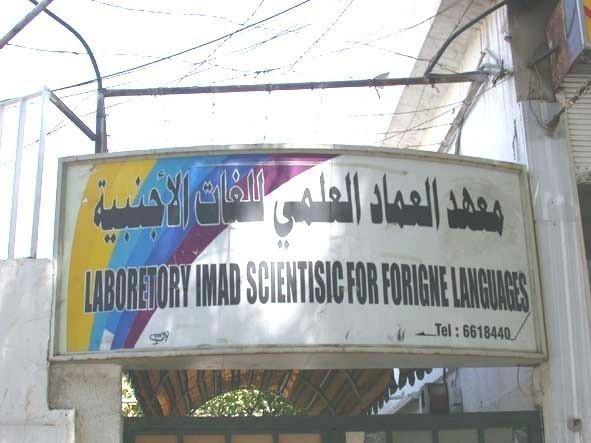 معهد العماد العلمي للغات الأجنبية
LABORETORY IMAD SCIENTISIC FOR FORIGNE LANGUAGES
Tel : 6618440